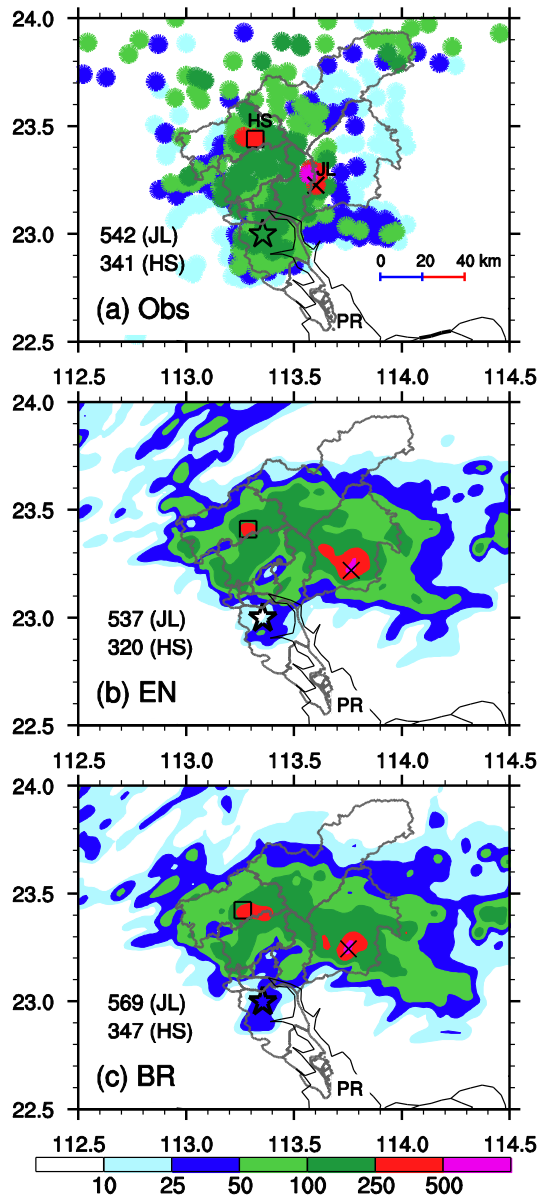 24.0
23.5
HS
JL
23.0
542 (JL)
341 (HS)
0 20 40 km
(a) Obs
PR
22.5
112.5 113.0 113.5 114.0 114.5
24.0
23.5
23.0
537 (JL)
320 (HS)
(b) EN
PR
22.5
112.5 113.0 113.5 114.0 114.5
24.0
23.5
23.0
569 (JL)
347 (HS)
(c) BR
PR
22.5
112.5 113.0 113.5 114.0 114.5
10 25 50 100 250 500